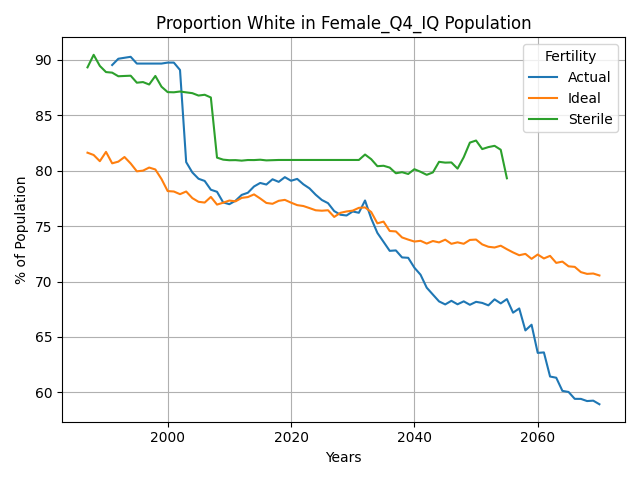 Proportion White in Female_Q4_IQ Population
% of Population
90
85
80
75
70
65
60
Fertility
Actual
Ideal
Sterile
2000
2020
2040
2060
Years